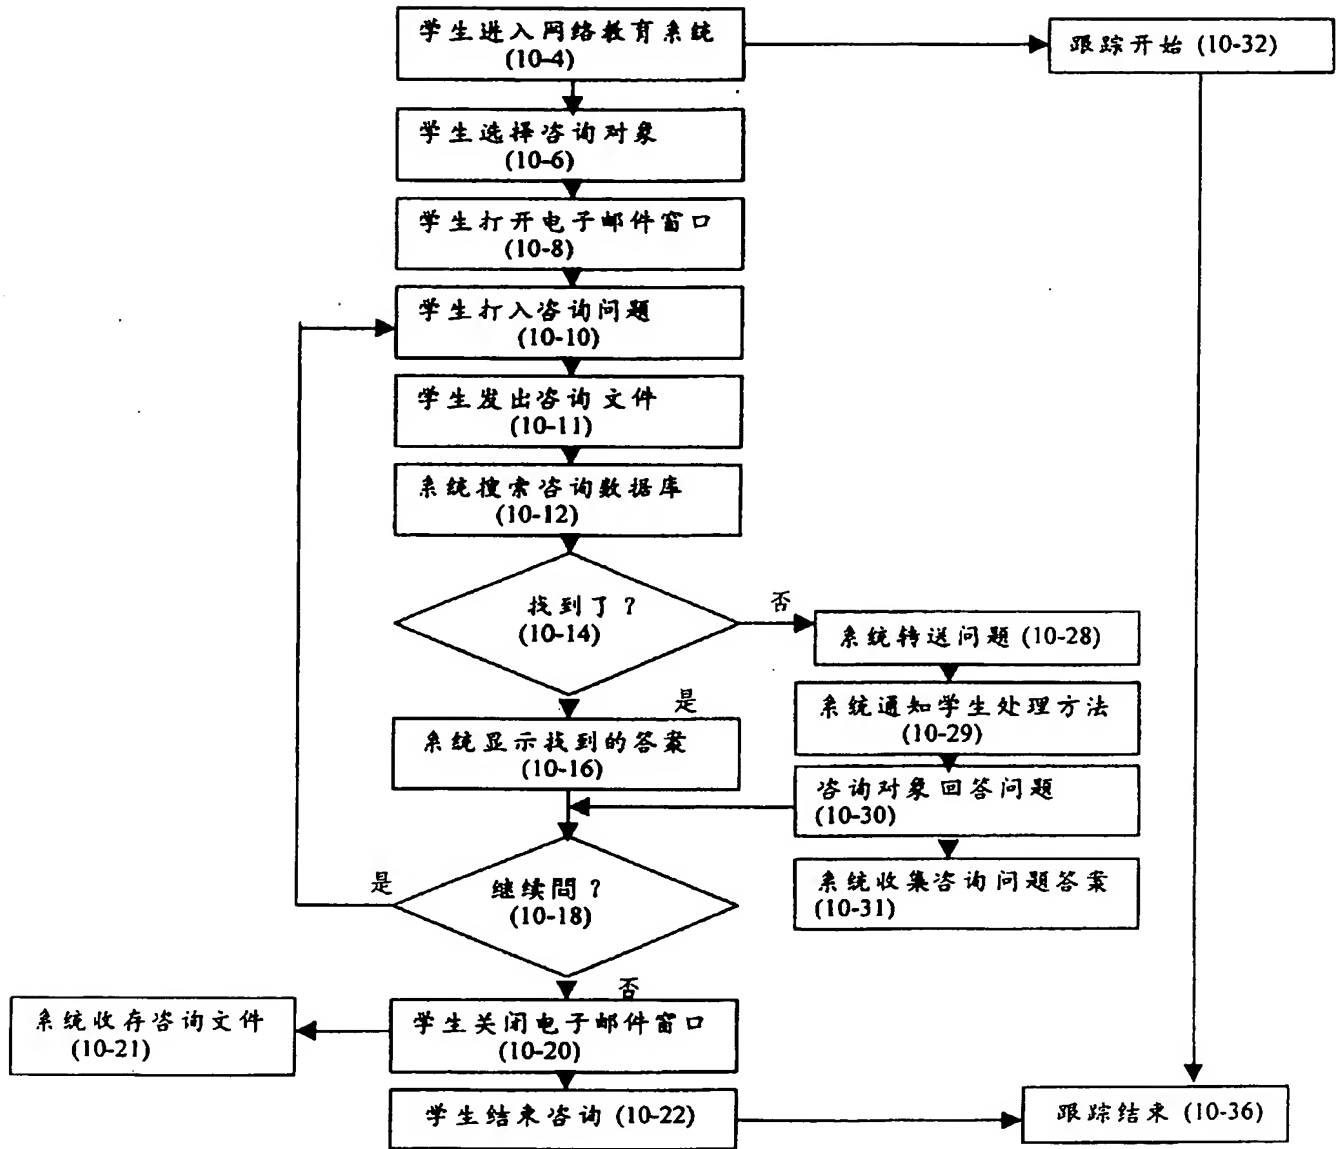 学生进入网络教育系统
(10-4)
跟踪开始 (10-32)
学生选择咨询对象
(10-6)
学生打开电子邮件窗口
(10-8)
学生打入咨询问题
(10-10)
学生发出咨询文件
(10-11)
系统搜索咨询数据库
(10-12)
找到了？
(10-14)
否
系统转送问题 (10-28)
系统通知学生处理方法
(10-29)
是
系统显示找到的答案
(10-16)
咨询对象回答问题
(10-30)
系统收集咨询问题答案
(10-31)
是
继续問？
(10-18)
否
学生关闭电子邮件窗口
(10-20)
系统收存咨询文件
(10-21)
学生结束咨询 (10-22)
跟踪结束 (10-36)